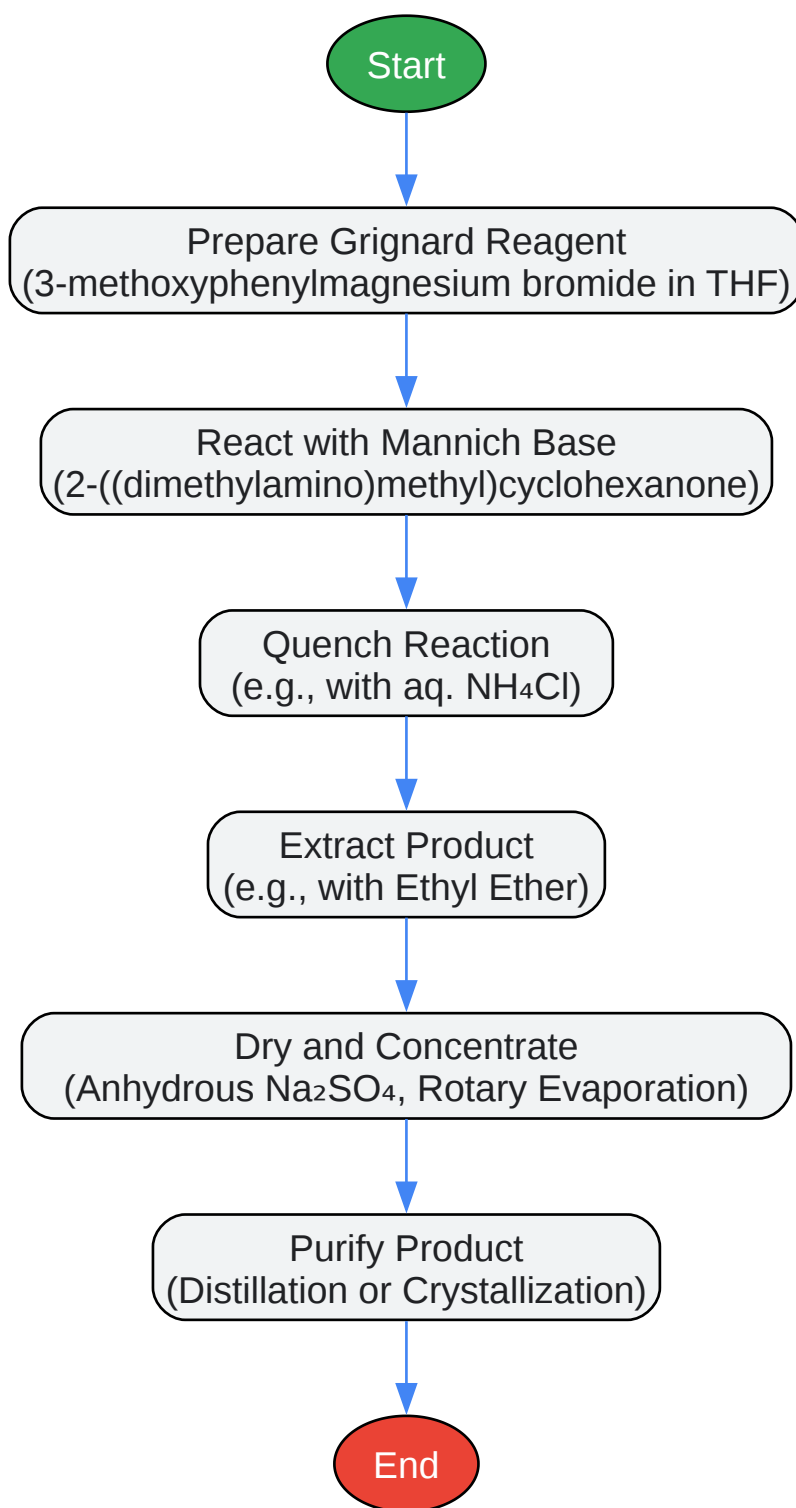 Start
Prepare Grignard Reagent
(3-methoxyphenylmagnesium bromide in THF)
React with Mannich Base
(2-((dimethylamino)methyl)cyclohexanone)
Quench Reaction
(e.g., with aq. NH₄Cl)
Extract Product
(e.g., with Ethyl Ether)
Dry and Concentrate
(Anhydrous Na₂SO₄, Rotary Evaporation)
Purify Product
(Distillation or Crystallization)
End